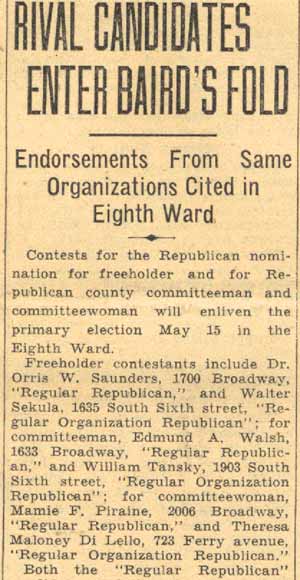 RIVAL CANDIDATES
ENTER BAIRD'S FOLD
Endorsements From Same
Organizations Cited in
Eighth Ward
Contests for the Republican nomi-
nation for freeholder and for Re-
publican county committeeman and
committeewoman will enliven the
primary election May 15 in the
Eighth Ward.
Freeholder contestants include Dr.
Orris W. Saunders, 1700 Broadway,
"Regular Republican," and Walter
Sekula, 1635 South Sixth street, "Re-
gular Organization Republican"; for
committeeman, Edmund A. Walsh,
1633 Broadway, "Regular Republic-
an," and William Tansky, 1903 South
Sixth street, "Regular Organization
Republican"; for committeewoman,
Mamie F. Piraine, 2006 Broadway,
"Regular Republican," and Theresa
Maloney Di Lello, 723 Ferry avenue,
"Regular Organization Republican."
Both the "Regular Republican"